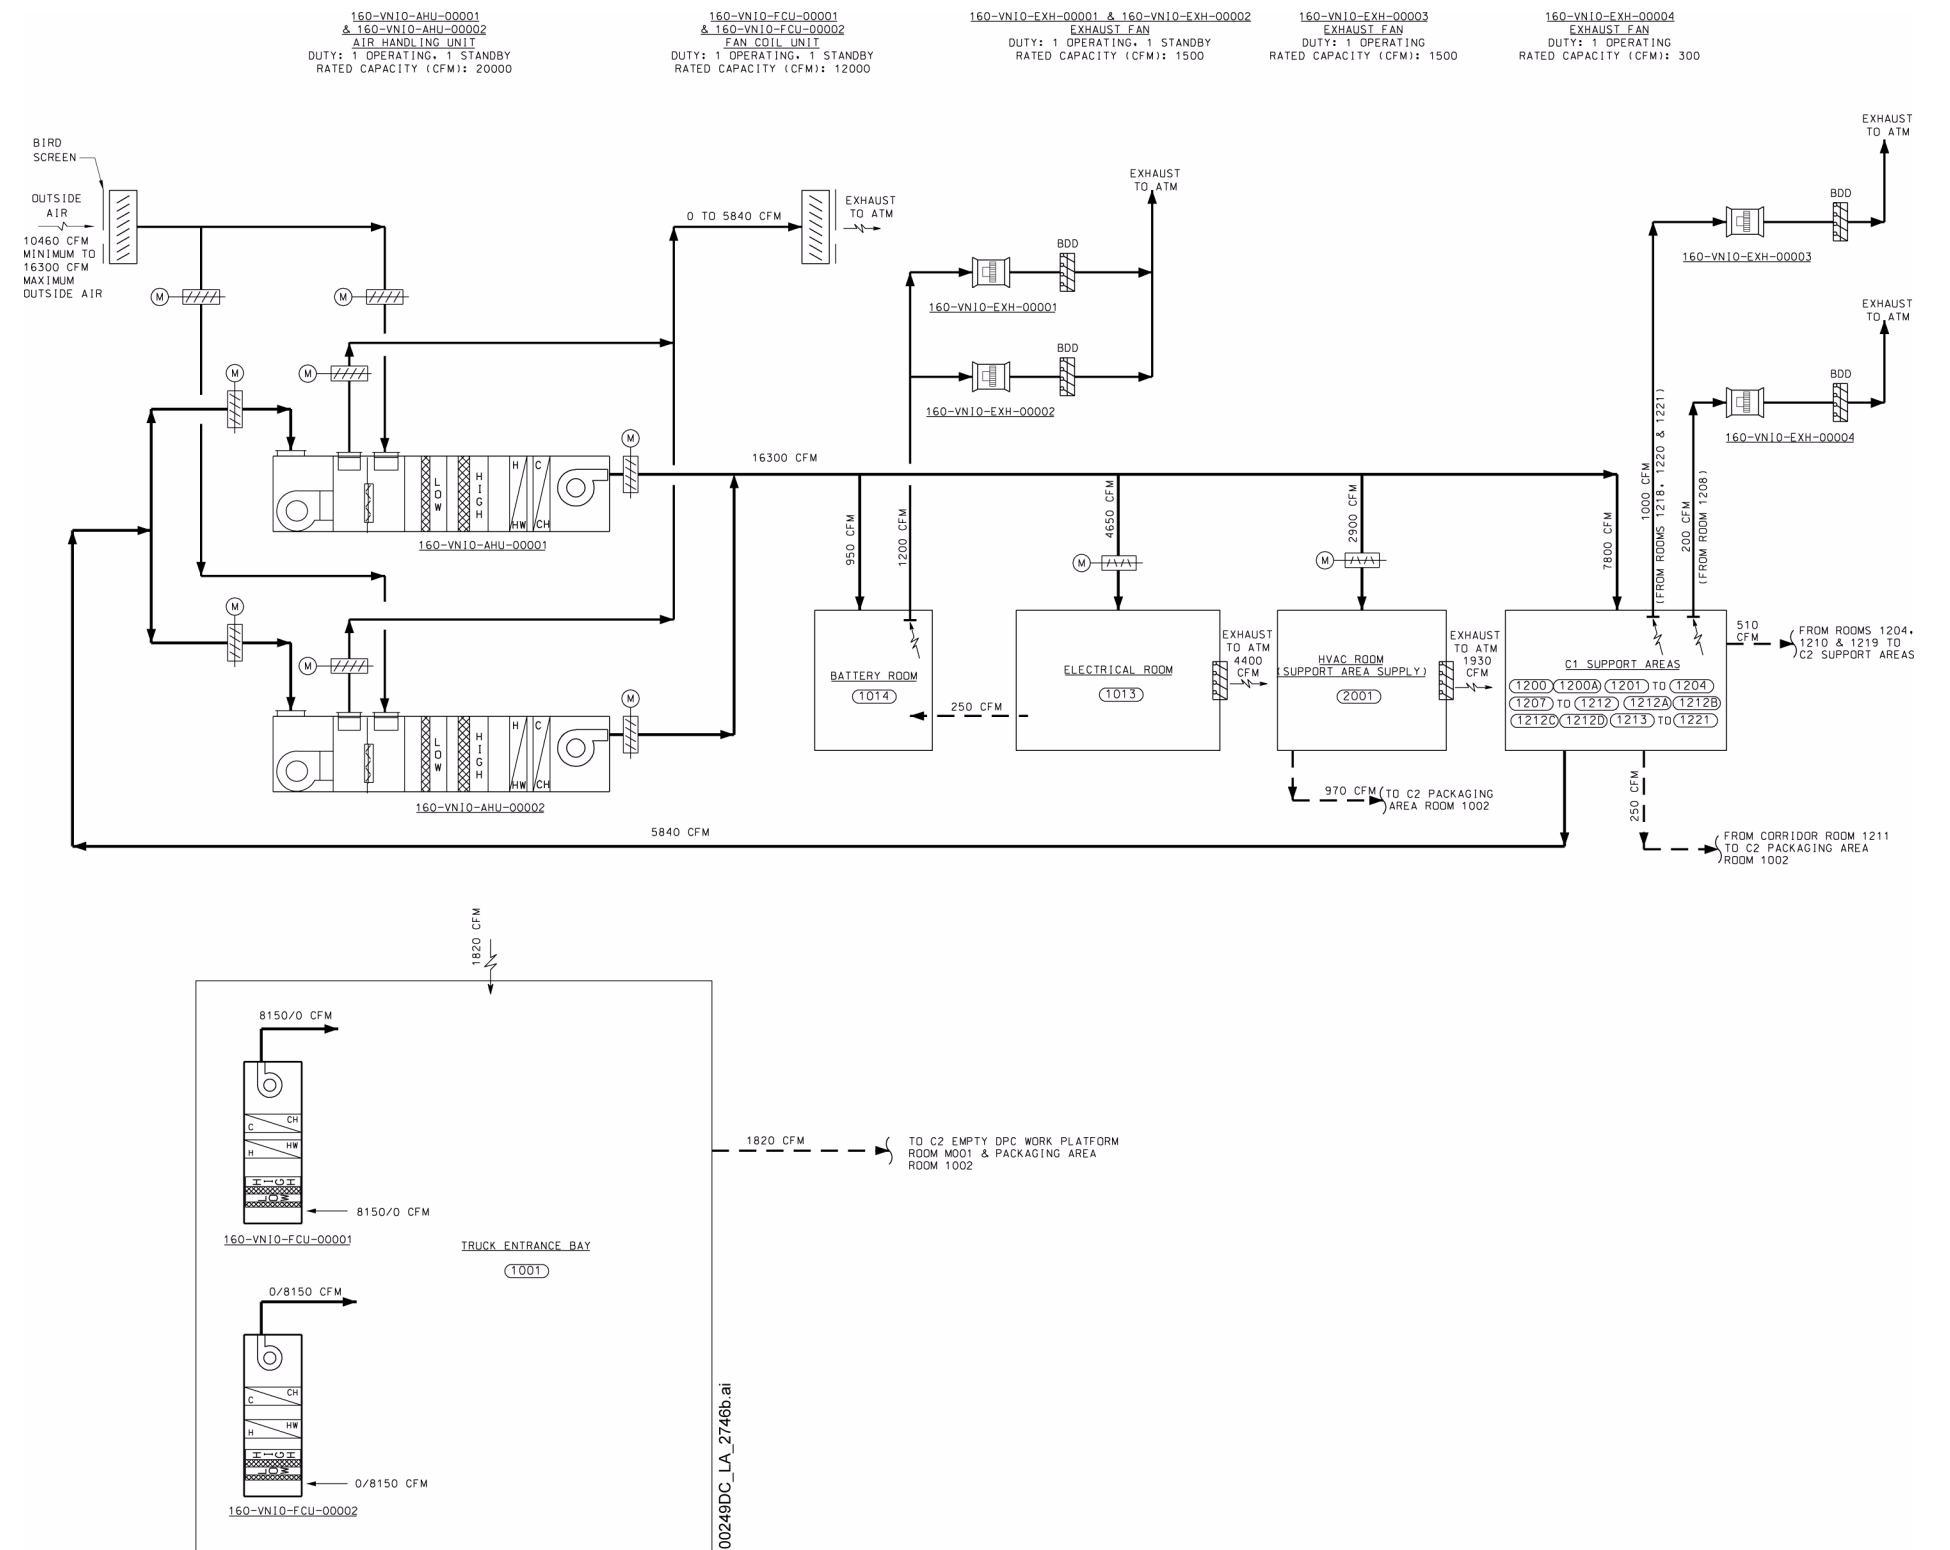 160-VNI0-AHU-00001
& 160-VNI0-AHU-00002
AIR HANDLING UNIT
DUTY: 1 OPERATING, 1 STANDBY
RATED CAPACITY (CFM): 20000
160-VNI0-FCU-00001
& 160-VNI0-FCU-00002
FAN COIL UNIT
DUTY: 1 OPERATING, 1 STANDBY
RATED CAPACITY (CFM): 12000
160-VNI0-EXH-00001 & 160-VNI0-EXH-00002
EXHAUST FAN
DUTY: 1 OPERATING, 1 STANDBY
RATED CAPACITY (CFM): 1500
160-VNI0-EXH-00003
EXHAUST FAN
DUTY: 1 OPERATING
RATED CAPACITY (CFM): 1500
160-VNI0-EXH-00004
EXHAUST FAN
DUTY: 1 OPERATING
RATED CAPACITY (CFM): 300
BIRD
SCREEN
OUTSIDE
AIR
10460 CFM
MINIMUM TO
16300 CFM
MAXIMUM
OUTSIDE AIR
M
M
M
M
0 TO 5840 CFM
EXHAUST
TO ATM
EXHAUST
TO ATM
BDD
160-VNI0-EXH-00001
BDD
160-VNI0-EXH-00002
EXHAUST
TO ATM
BDD
160-VNI0-EXH-00003
EXHAUST
TO ATM
BDD
160-VNI0-EXH-00004
M
16300 CFM
LOW
HIGH
H
HW
C
CH
160-VNI0-AHU-00001
M
M
M
LOW
HIGH
H
HW
C
CH
160-VNI0-AHU-00002
950 CFM
1200 CFM
4650 CFM
2900 CFM
7800 CFM
1000 CFM
(FROM ROOMS 1218, 1220 & 1221)
200 CFM
(FROM ROOM 1208)
M
M
BATTERY ROOM
1014
250 CFM
ELECTRICAL ROOM
1013
EXHAUST
TO ATM
4400
CFM
HVAC ROOM
(SUPPORT AREA SUPPLY)
2001
EXHAUST
TO ATM
1930
CFM
C1 SUPPORT AREAS
1200 1200A 1201 TO 1204
1207 TO 1212 1212A 1212B
1212C 1212D 1213 TO 1221
510
CFM
FROM ROOMS 1204,
1210 & 1219 TO
C2 SUPPORT AREAS
970 CFM
TO C2 PACKAGING
AREA ROOM 1002
250 CFM
FROM CORRIDOR ROOM 1211
TO C2 PACKAGING AREA
ROOM 1002
5840 CFM
1820 CFM
8150/0 CFM
CH
C
HW
H
HIGH
LOW
8150/0 CFM
160-VNI0-FCU-00001
1820 CFM
TO C2 EMPTY DPC WORK PLATFORM
ROOM M001 & PACKAGING AREA
ROOM 1002
TRUCK ENTRANCE BAY
1001
0/8150 CFM
CH
C
HW
H
HIGH
LOW
0/8150 CFM
160-VNI0-FCU-00002
00249DC_LA_2746b.ai